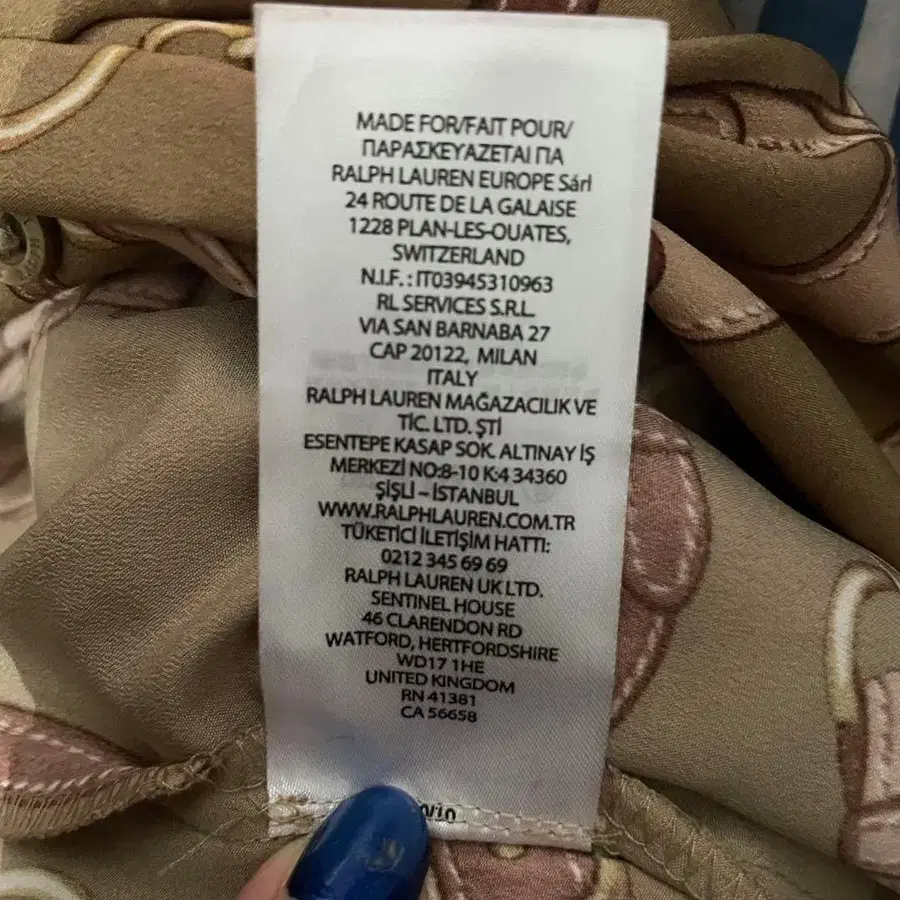 MADE FOR/FAIT POUR/
ΠΑΡΑΣΚΕΥΑΖΕΤΑΙ ΓΙΑ
RALPH LAUREN EUROPE Sárl
24 ROUTE DE LA GALAISE
1228 PLAN-LES-OUATES,
SWITZERLAND
N.I.F. : IT03945310963
RL SERVICES S.R.L.
VIA SAN BARNABA 27
CAP 20122, MILAN
ITALY
RALPH LAUREN MAĞAZACILIK VE
TİC. LTD. ŞTİ
ESENTEPE KASAP SOK. ALTINAY İŞ
MERKEZİ NO:8-10 K:4 34360
ŞİŞLİ – İSTANBUL
WWW.RALPHLAUREN.COM.TR
TÜKETİCİ İLETİŞİM HATTI:
0212 345 69 69
RALPH LAUREN UK LTD.
SENTINEL HOUSE
46 CLARENDON RD
WATFORD, HERTFORDSHIRE
WD17 1HE
UNITED KINGDOM
RN 41381
CA 56658